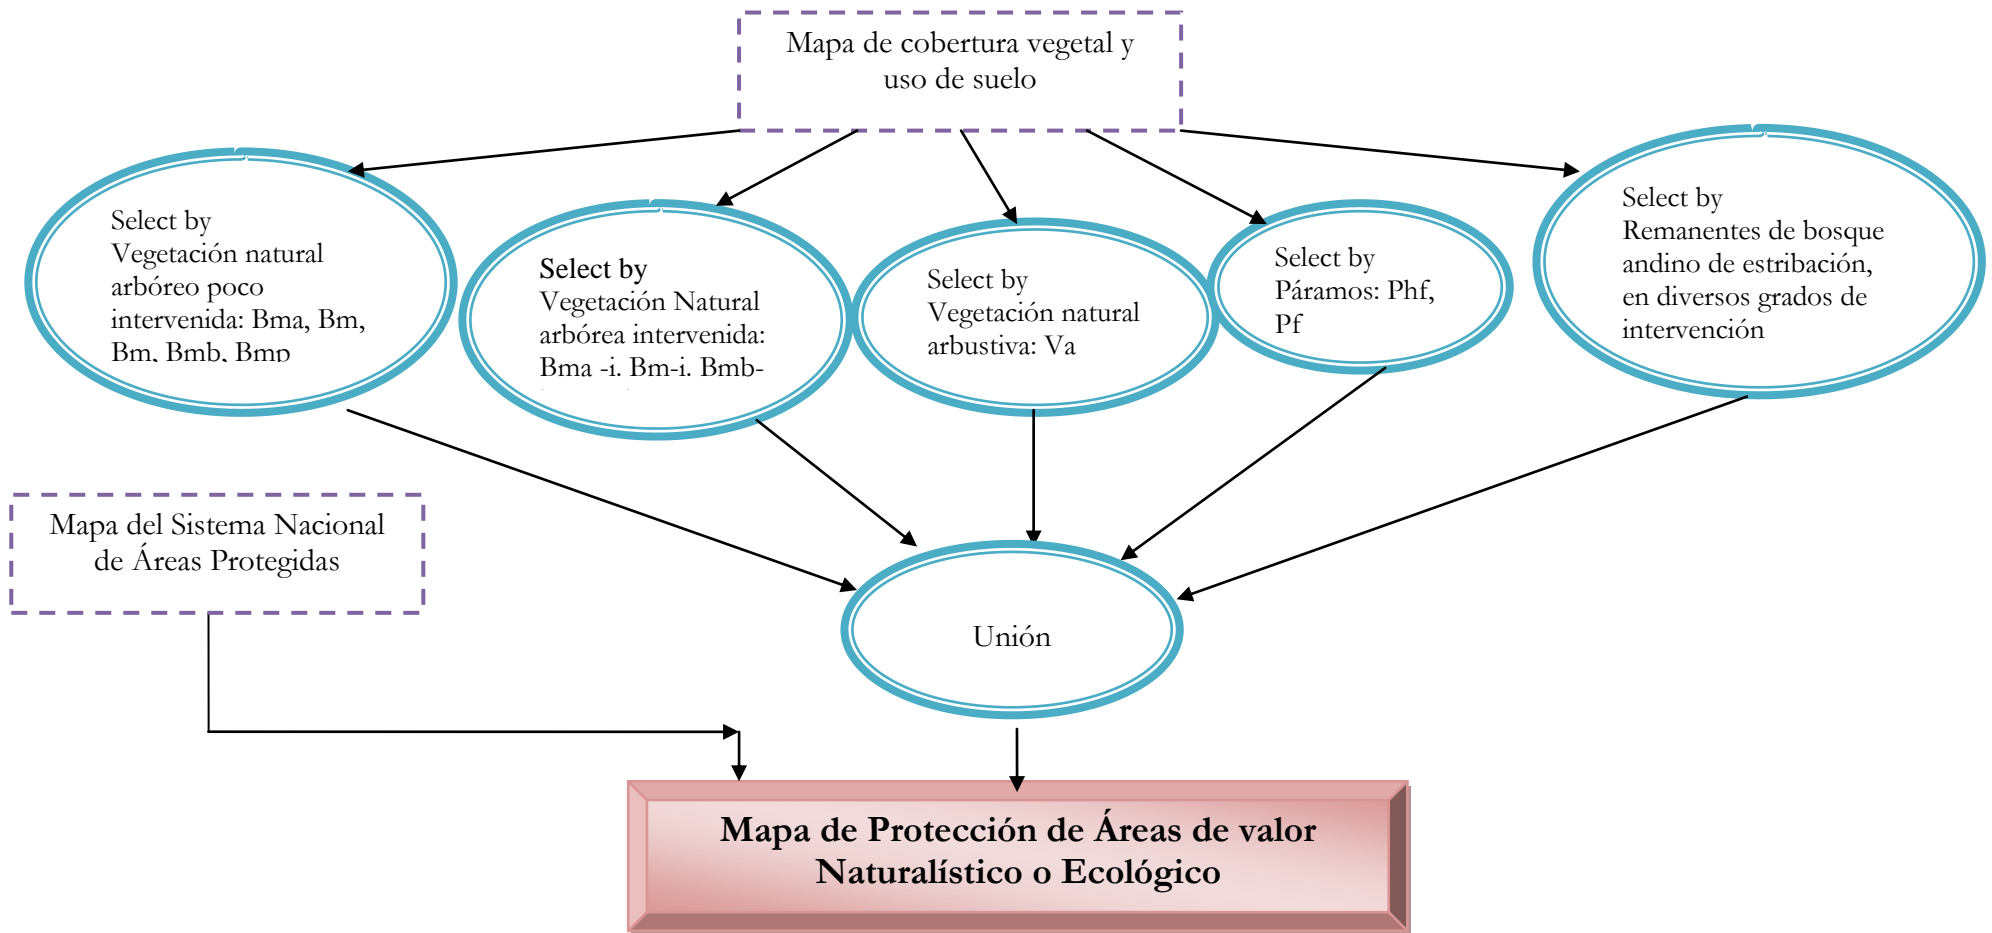 Mapa de cobertura vegetal y
uso de suelo
Select by
Vegetación natural
arbóreo poco
intervenida: Bma, Bm,
Bm, Bmb, Bmp
Select by
Vegetación Natural
arbórea intervenida:
Bma -i. Bm-i. Bmb-
Select by
Vegetación natural
arbustiva: Va
Select by
Páramos: Phf,
Pf
Select by
Remanentes de bosque
andino de estribación,
en diversos grados de
intervención
Mapa del Sistema Nacional
de Áreas Protegidas
Unión
Mapa de Protección de Áreas de valor
Naturalístico o Ecológico